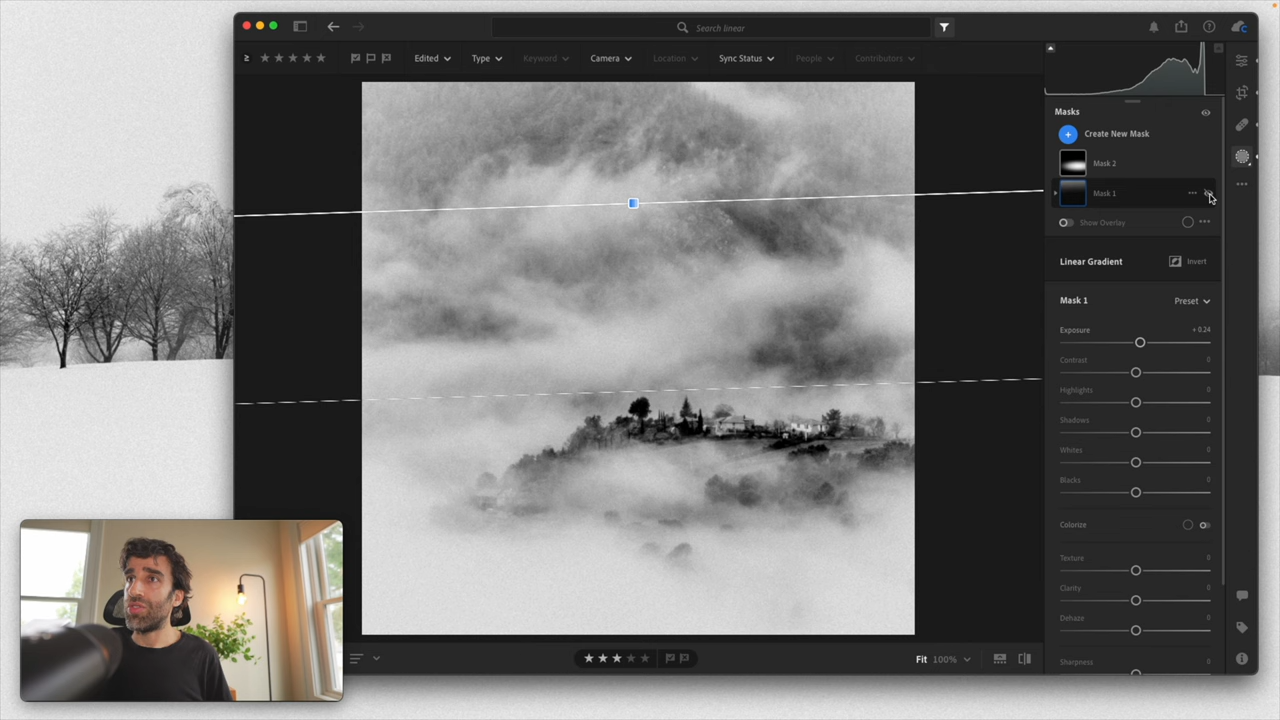 Search linear
≥ Edited Type Keyword Camera Location Sync Status People Contributors
Masks
Create New Mask
Mask 2
Mask 1
Show Overlay
Linear Gradient Invert
Mask 1 Preset
Exposure + 0.24
Contrast 0
Highlights 0
Shadows 0
Whites 0
Blacks 0
Colorize
Texture 0
Clarity 0
Dehaze 0
Sharpness 0
Fit 100%